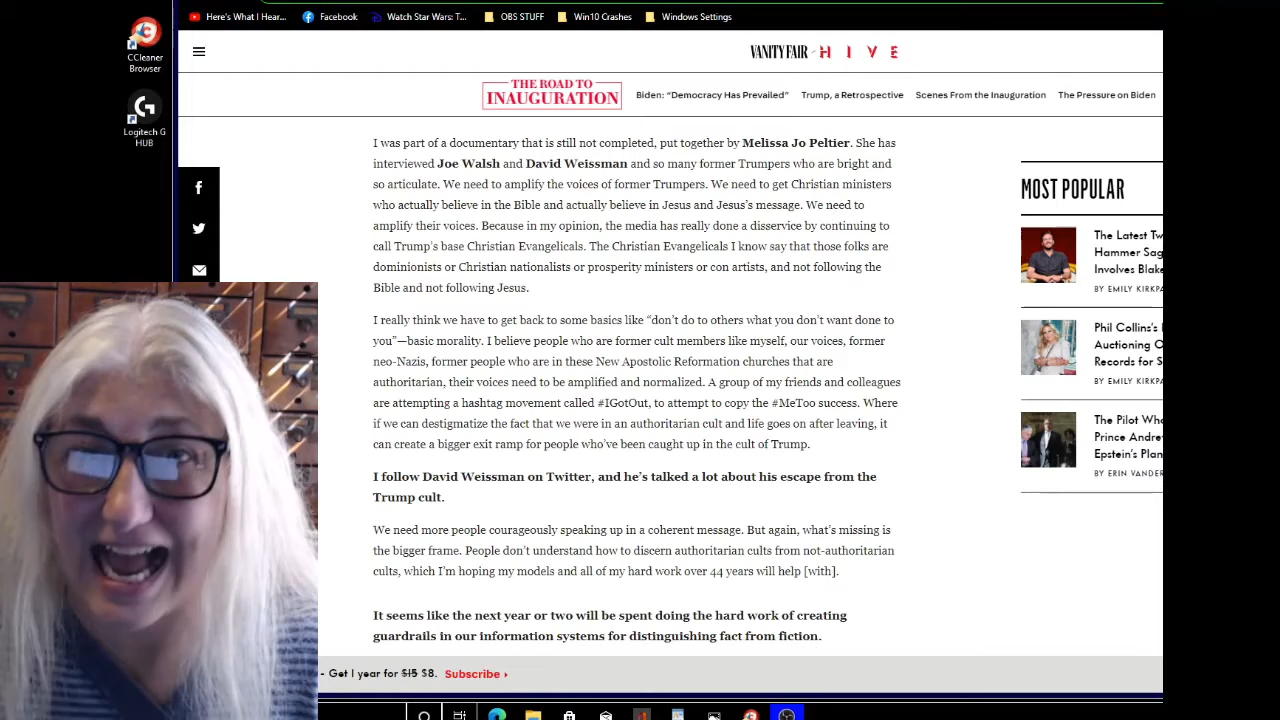 Here's What I Hear...
Facebook
Watch Star Wars: T...
OBS STUFF
Win10 Crashes
Windows Settings
CCleaner
Browser
Logitech G
HUB
VANITY FAIR
HIVE
THE ROAD TO
INAUGURATION
Biden: “Democracy Has Prevailed”
Trump, a Retrospective
Scenes From the Inauguration
The Pressure on Biden
I was part of a documentary that is still not completed, put together by Melissa Jo Peltier. She has
interviewed Joe Walsh and David Weissman and so many former Trumpers who are bright and
so articulate. We need to amplify the voices of former Trumpers. We need to get Christian ministers
who actually believe in the Bible and actually believe in Jesus and Jesus’s message. We need to
amplify their voices. Because in my opinion, the media has really done a disservice by continuing to
call Trump’s base Christian Evangelicals. The Christian Evangelicals I know say that those folks are
dominionists or Christian nationalists or prosperity ministers or con artists, and not following the
Bible and not following Jesus.
I really think we have to get back to some basics like “don’t do to others what you don’t want done to
you”—basic morality. I believe people who are former cult members like myself, our voices, former
neo-Nazis, former people who are in these New Apostolic Reformation churches that are
authoritarian, their voices need to be amplified and normalized. A group of my friends and colleagues
are attempting a hashtag movement called #IGotOut, to attempt to copy the #MeToo success. Where
if we can destigmatize the fact that we were in an authoritarian cult and life goes on after leaving, it
can create a bigger exit ramp for people who’ve been caught up in the cult of Trump.
I follow David Weissman on Twitter, and he’s talked a lot about his escape from the
Trump cult.
We need more people courageously speaking up in a coherent message. But again, what’s missing is
the bigger frame. People don’t understand how to discern authoritarian cults from not-authoritarian
cults, which I’m hoping my models and all of my hard work over 44 years will help [with].
It seems like the next year or two will be spent doing the hard work of creating
guardrails in our information systems for distinguishing fact from fiction.
MOST POPULAR
The Latest Tw
Hammer Sag
Involves Blake
BY EMILY KIRKPA
Phil Collins's
Auctioning O
Records for $
BY EMILY KIRKPA
The Pilot Who
Prince Andre
Epstein's Plan
BY ERIN VANDER
- Get 1 year for $15 $8. Subscribe ›